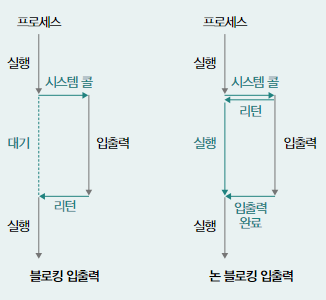 프로세스
실행
시스템 콜
대기
입출력
리턴
실행
블로킹 입출력
프로세스
실행
시스템 콜
리턴
실행
입출력
입출력
완료
실행
논 블로킹 입출력